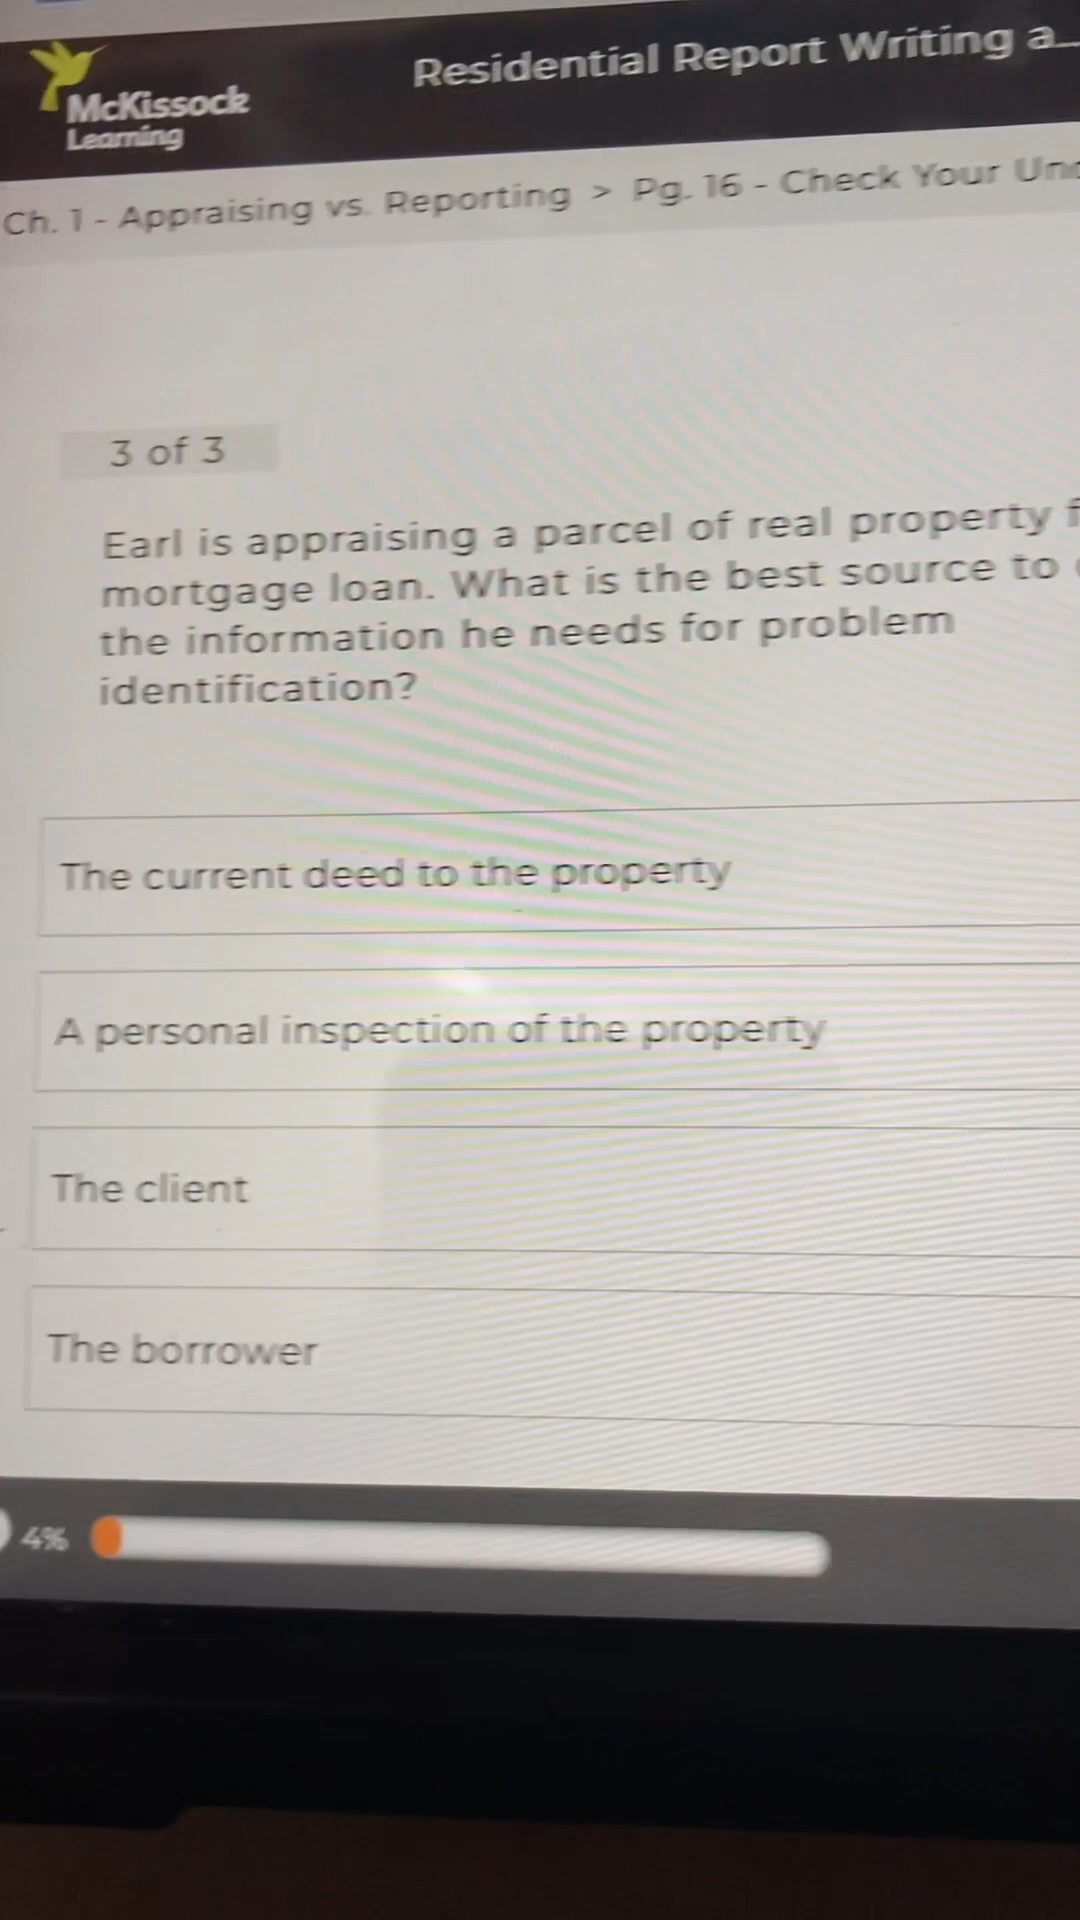 McKissock
Learning
Residential Report Writing a...
Ch. 1 - Appraising vs. Reporting > Pg. 16 - Check Your
3 of 3
Earl is appraising a parcel of real property
mortgage loan. What is the best source to
the information he needs for problem
identification?
The current deed to the property
A personal inspection of the property
The client
The borrower
4%